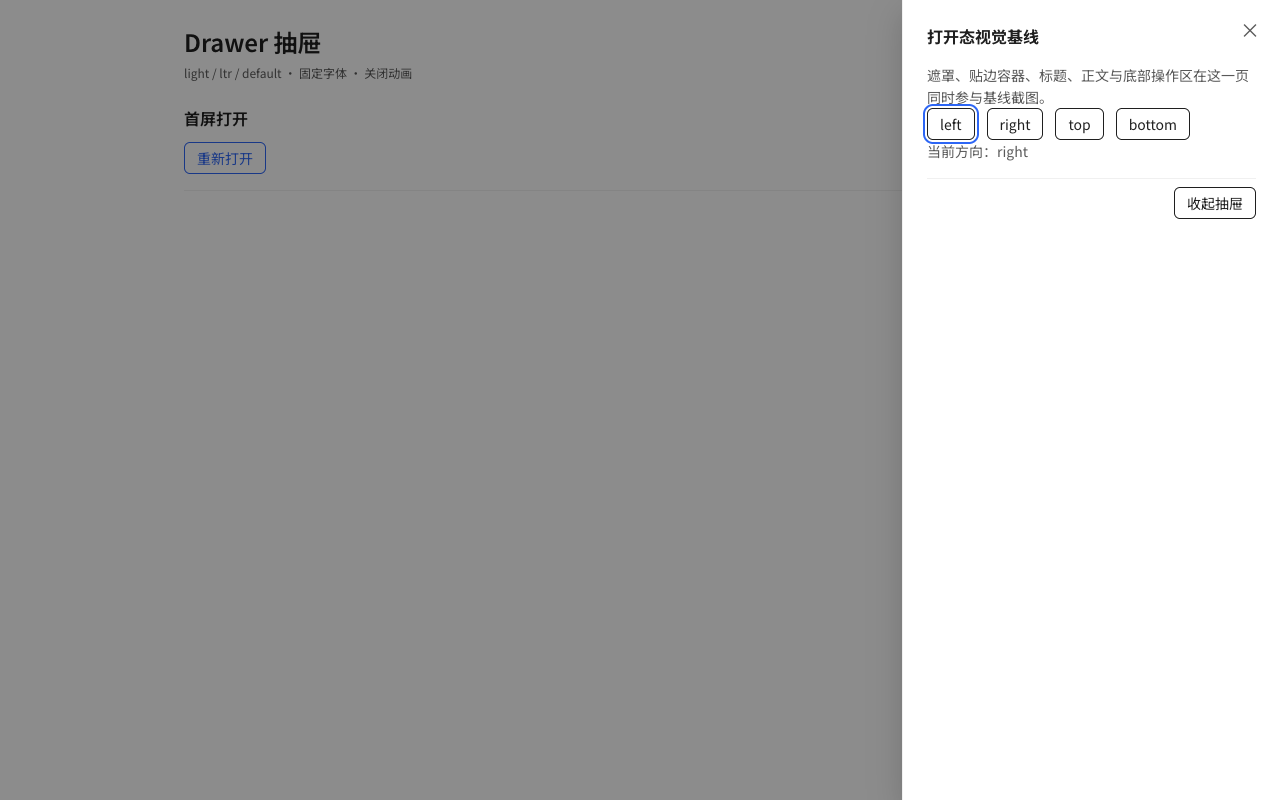 Drawer 抽屉
light / ltr / default · 固定字体 · 关闭动画
首屏打开
重新打开
打开态视觉基线
遮罩、贴边容器、标题、正文与底部操作区在这一页
同时参与基线截图。
left right top bottom
当前方向：right
收起抽屉